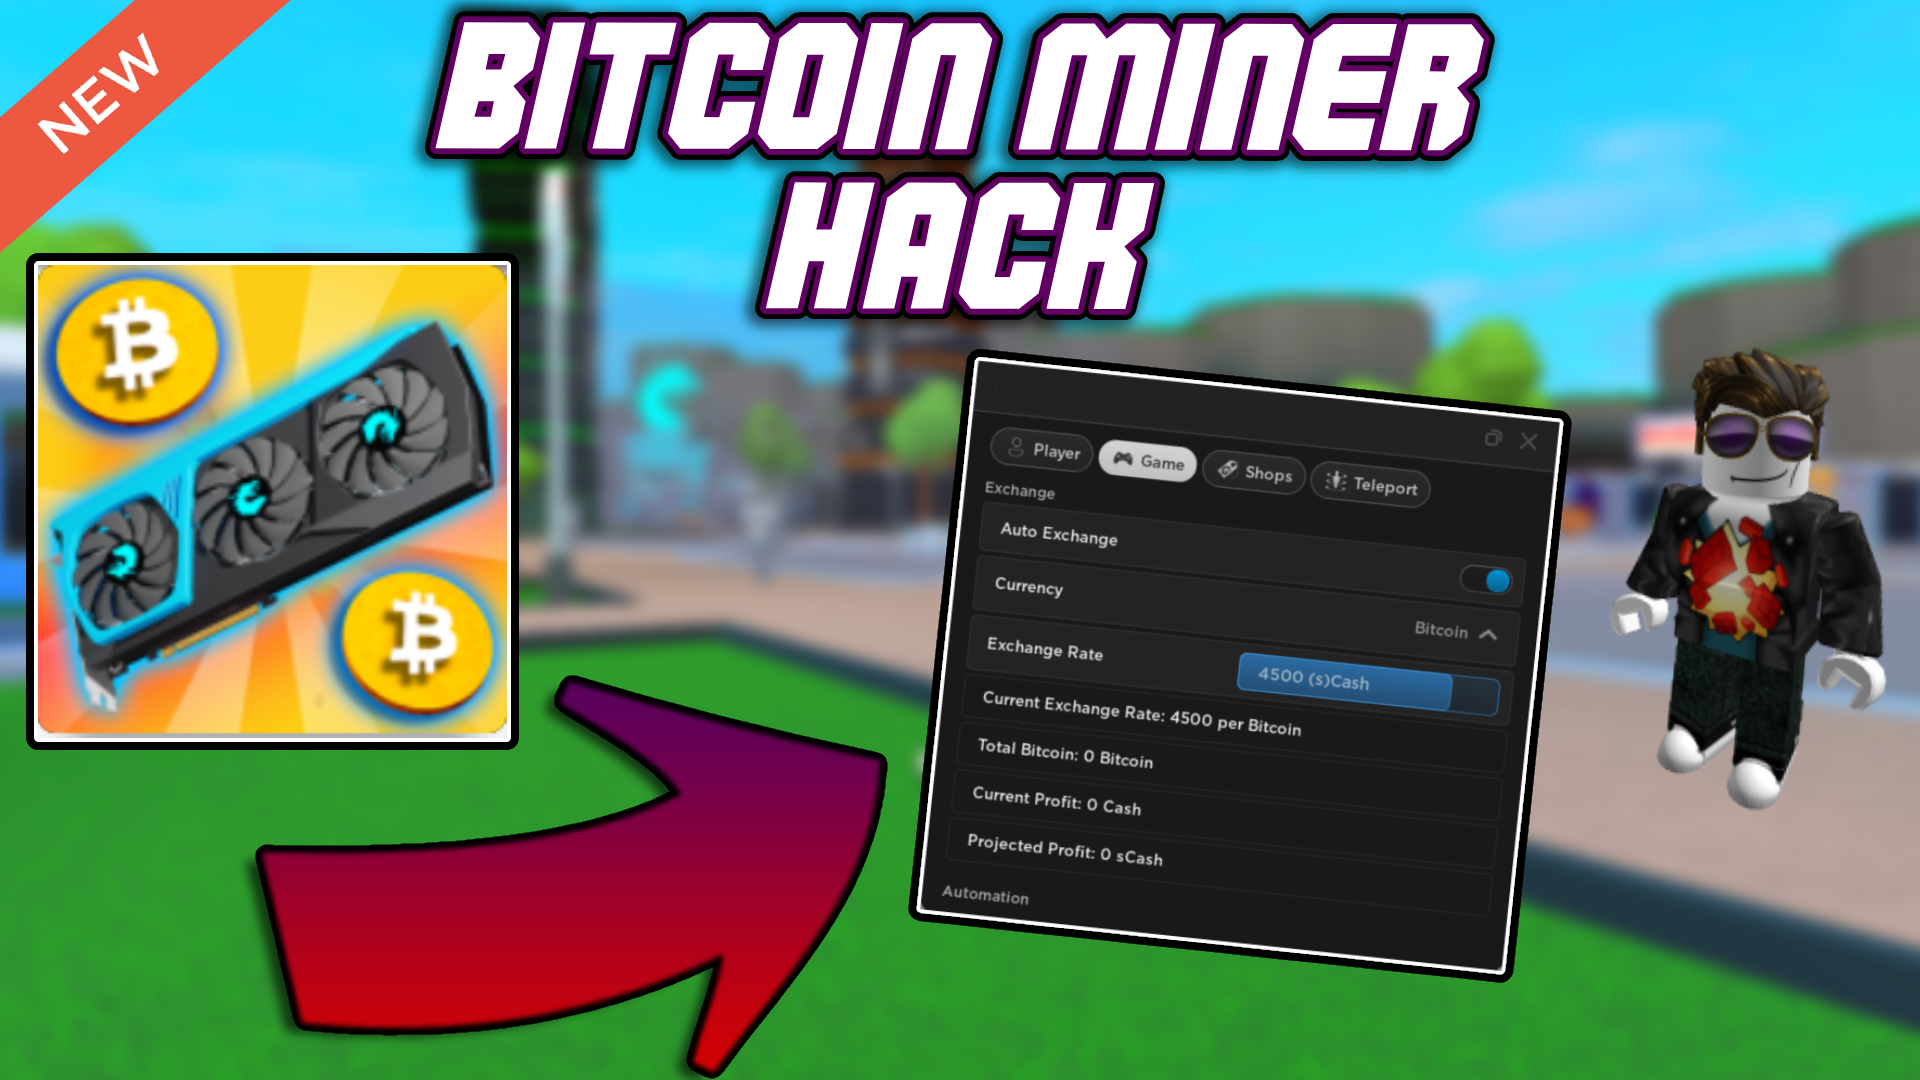 NEW
BITCOIN MINER
HACK
Player
Game
Shops
Teleport
Exchange
Auto Exchange
Currency
Bitcoin
Exchange Rate
4500 (s)Cash
Current Exchange Rate: 4500 per Bitcoin
Total Bitcoin: 0 Bitcoin
Current Profit: 0 Cash
Projected Profit: 0 sCash
Automation